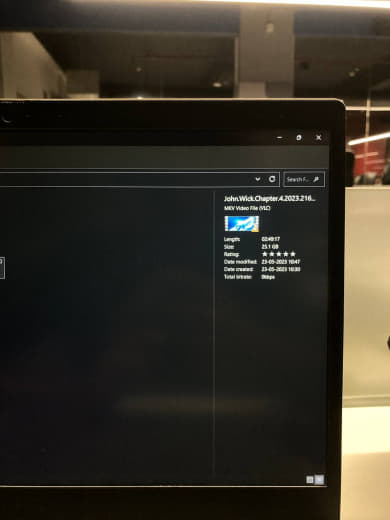 Search F...
John.Wick.Chapter.4.2023.216...
MKV Video File (VLC)
Length: 02:49:17
Size: 25.1 GB
Rating: ★★★★★
Date modified: 23-05-2023 10:47
Date created: 23-05-2023 10:30
Total bitrate: 0kbps